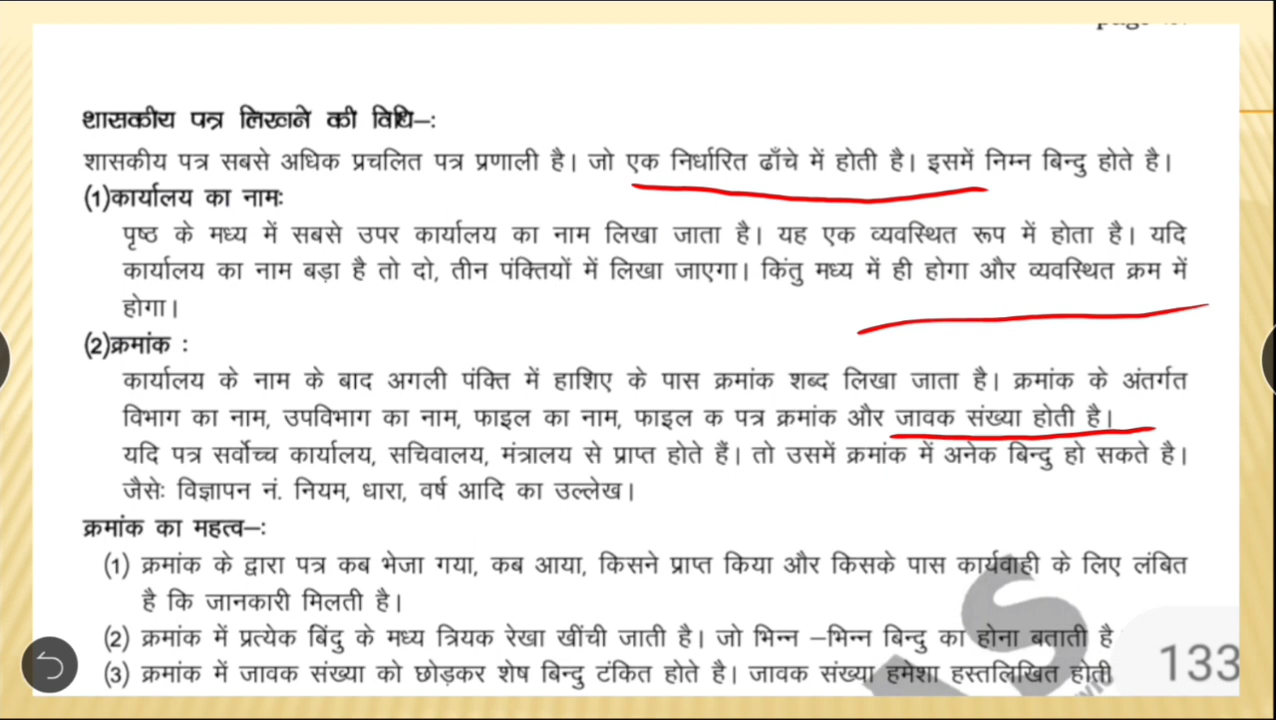 शासकीय पत्र लिखने की विधि–:
शासकीय पत्र सबसे अधिक प्रचलित पत्र प्रणाली है। जो एक निर्धारित ढाँचे में होती है। इसमें निम्न बिन्दु होते है।
(1)कार्यालय का नामः
पृष्ठ के मध्य में सबसे उपर कार्यालय का नाम लिखा जाता है। यह एक व्यवस्थित रूप में होता है। यदि
कार्यालय का नाम बड़ा है तो दो, तीन पंक्तियों में लिखा जाएगा। किंतु मध्य में ही होगा और व्यवस्थित क्रम में
होगा।
(2)क्रमांक :
कार्यालय के नाम के बाद अगली पंक्ति में हाशिए के पास क्रमांक शब्द लिखा जाता है। क्रमांक के अंतर्गत
विभाग का नाम, उपविभाग का नाम, फाइल का नाम, फाइल क पत्र क्रमांक और जावक संख्या होती है।
यदि पत्र सर्वोच्च कार्यालय, सचिवालय, मंत्रालय से प्राप्त होते हैं। तो उसमें क्रमांक में अनेक बिन्दु हो सकते है।
जैसेः विज्ञापन नं. नियम, धारा, वर्ष आदि का उल्लेख।
क्रमांक का महत्व–:
(1) क्रमांक के द्वारा पत्र कब भेजा गया, कब आया, किसने प्राप्त किया और किसके पास कार्यवाही के लिए लंबित
है कि जानकारी मिलती है।
(2) क्रमांक में प्रत्येक बिंदु के मध्य त्रियक रेखा खींची जाती है। जो भिन्न –भिन्न बिन्दु का होना बताती है
(3) क्रमांक में जावक संख्या को छोड़कर शेष बिन्दु टंकित होते है। जावक संख्या हमेशा हस्तलिखित होती
133